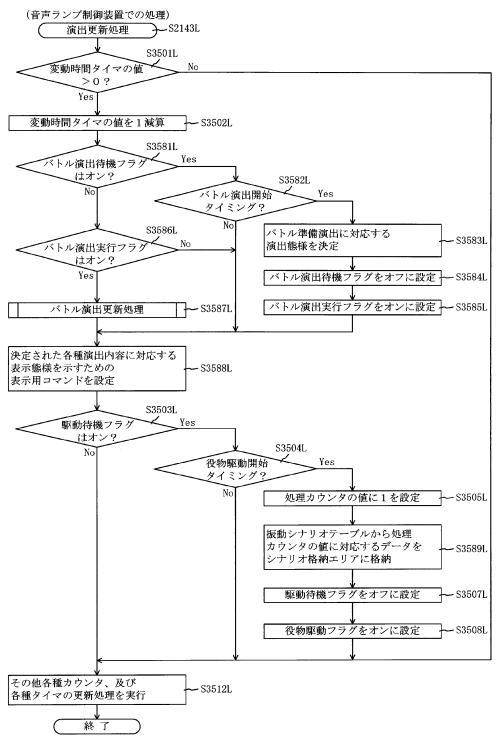 (音声ランプ制御装置での処理)
演出更新処理
S2143L
S3501L
変動時間タイマの値
>0?
No
Yes
変動時間タイマの値を1減算
S3502L
S3581L
バトル演出待機フラグ
はオン?
Yes
No
S3582L
バトル演出開始
タイミング?
Yes
No
バトル準備演出に対応する
演出態様を決定
S3583L
バトル演出待機フラグをオフに設定
S3584L
バトル演出実行フラグをオンに設定
S3585L
S3586L
バトル演出実行フラグ
はオン?
No
Yes
バトル演出更新処理
S3587L
決定された各種演出内容に対応する
表示態様を示すための
表示用コマンドを設定
S3588L
S3503L
駆動待機フラグ
はオン?
Yes
No
S3504L
役物駆動開始
タイミング?
Yes
No
処理カウンタの値に1を設定
S3505L
振動シナリオテーブルから処理
カウンタの値に対応するデータを
シナリオ格納エリアに格納
S3589L
駆動待機フラグをオフに設定
S3507L
役物駆動フラグをオンに設定
S3508L
その他各種カウンタ、及び
各種タイマの更新処理を実行
S3512L
終了